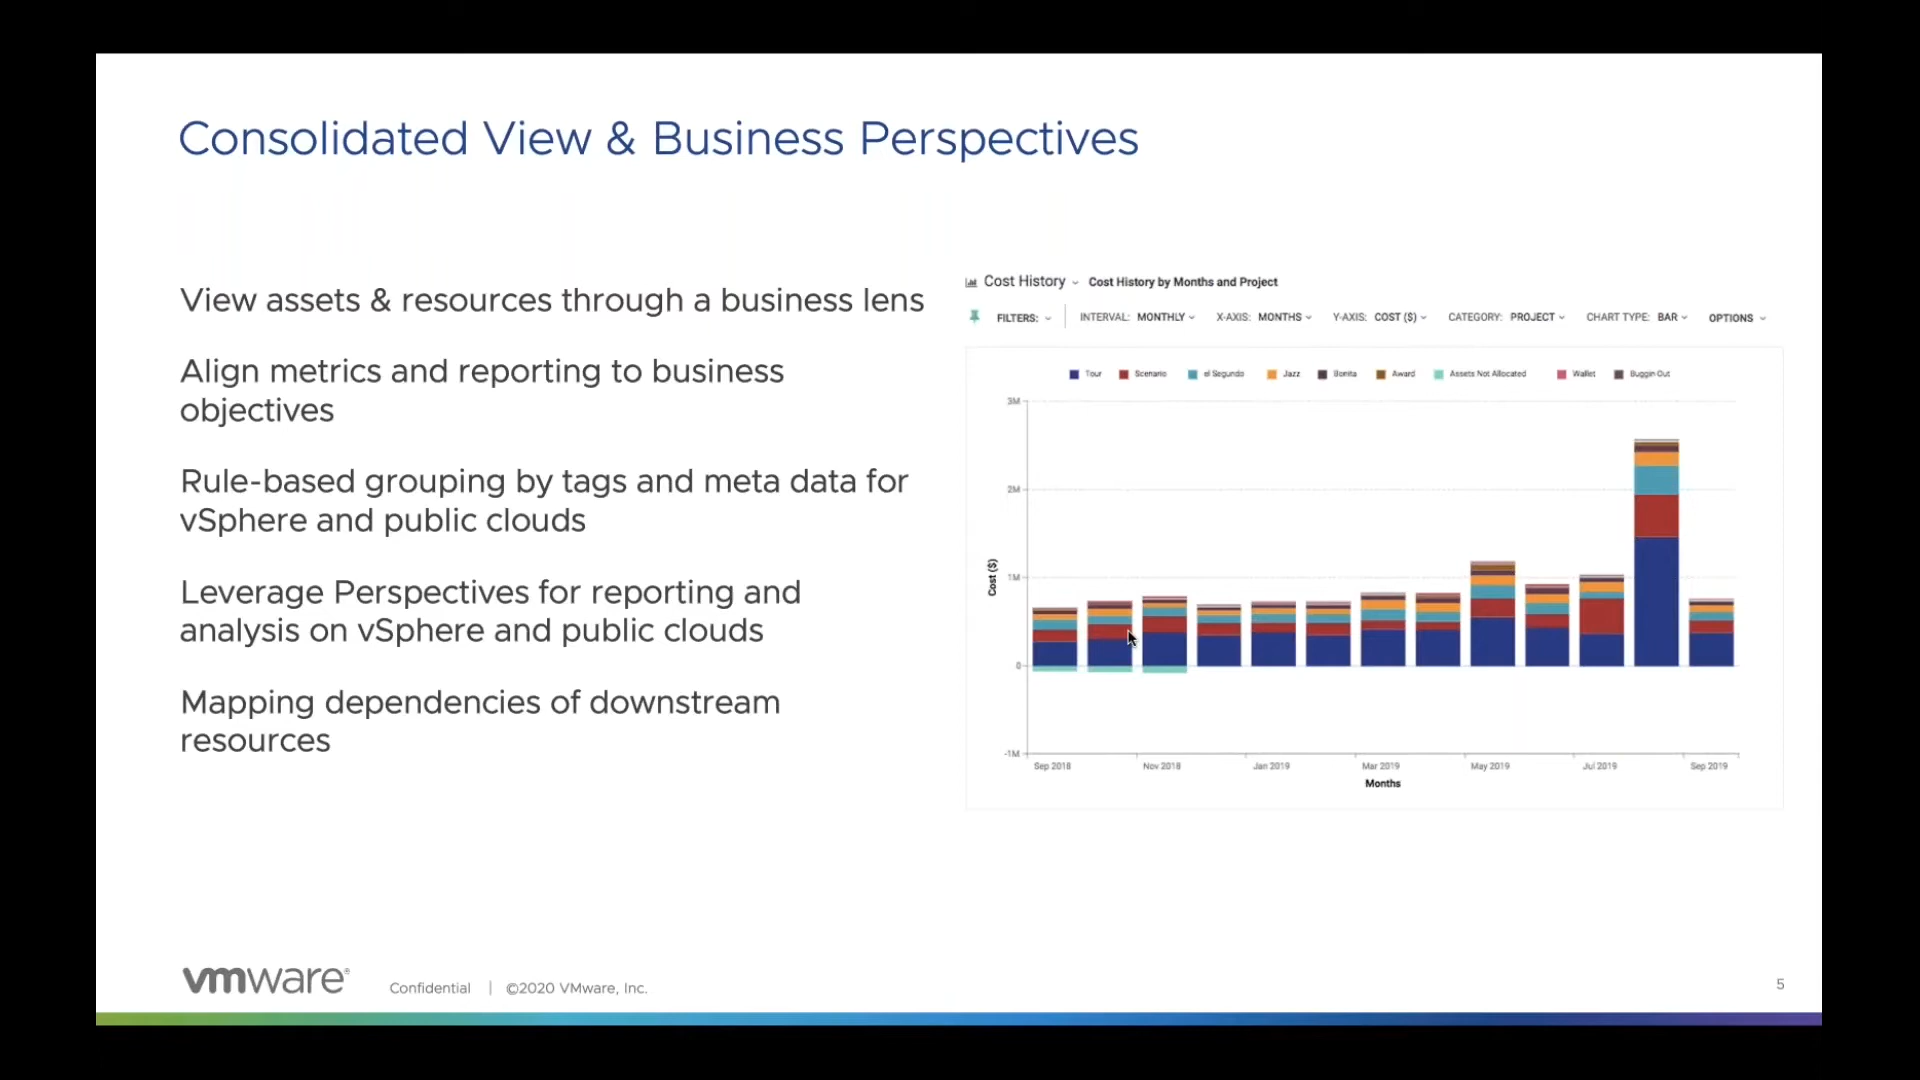 Consolidated View & Business Perspectives
View assets & resources through a business lens
Align metrics and reporting to business
objectives
Rule-based grouping by tags and meta data for
vSphere and public clouds
Leverage Perspectives for reporting and
analysis on vSphere and public clouds
Mapping dependencies of downstream
resources
Cost History Cost History by Months and Project
FILTERS: INTERVAL: MONTHLY X-AXIS: MONTHS Y-AXIS: COST ($) CATEGORY: PROJECT CHART TYPE: BAR OPTIONS
Tour Scenario el Segundo Jazz Bonita Award Assets Not Allocated Wallet Buggin Out
3M
2M
1M
0
-1M
Cost ($)
Sep 2018 Nov 2018 Jan 2019 Mar 2019 May 2019 Jul 2019 Sep 2019
Months
vmware® Confidential | ©2020 VMware, Inc. 5